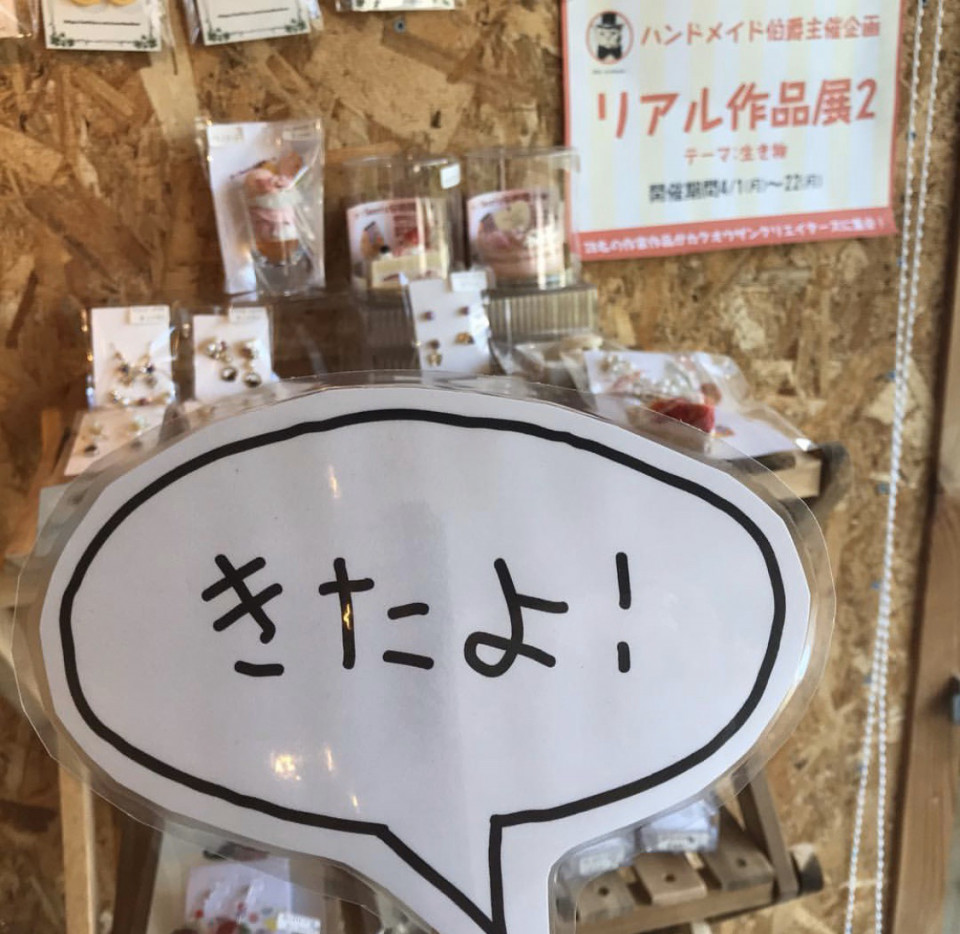 ハンドメイド伯爵主催企画
リアル作品展2
テーマ:生き物
開催期間4/1(月)〜22(月)
きたよ!